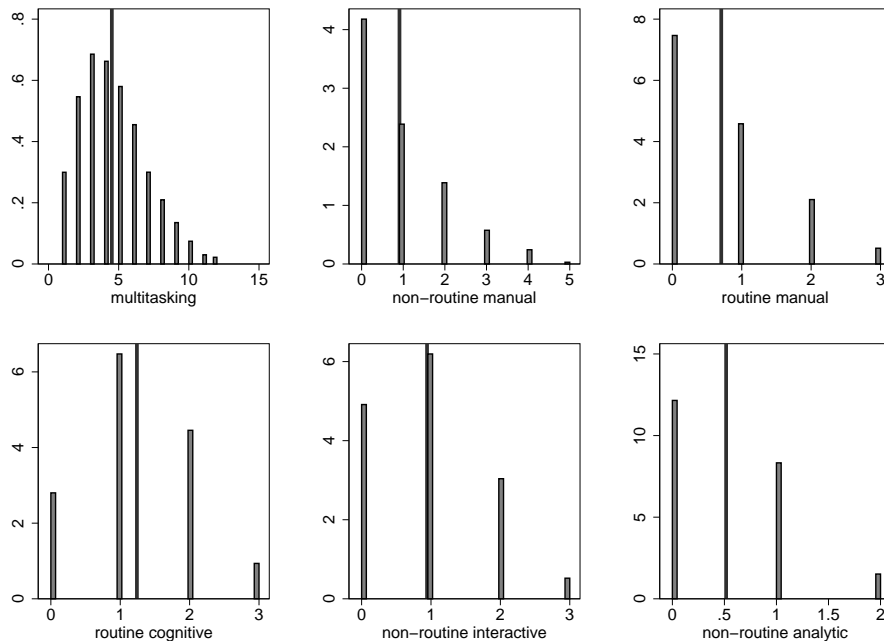 .8
.6
.4
.2
0
0 5 10 15
multitasking
4
3
2
1
0
0 1 2 3 4 5
non−routine manual
8
6
4
2
0
0 1 2 3
routine manual
6
4
2
0
0 1 2 3
routine cognitive
6
4
2
0
0 1 2 3
non−routine interactive
15
10
5
0
0 .5 1 1.5 2
non−routine analytic